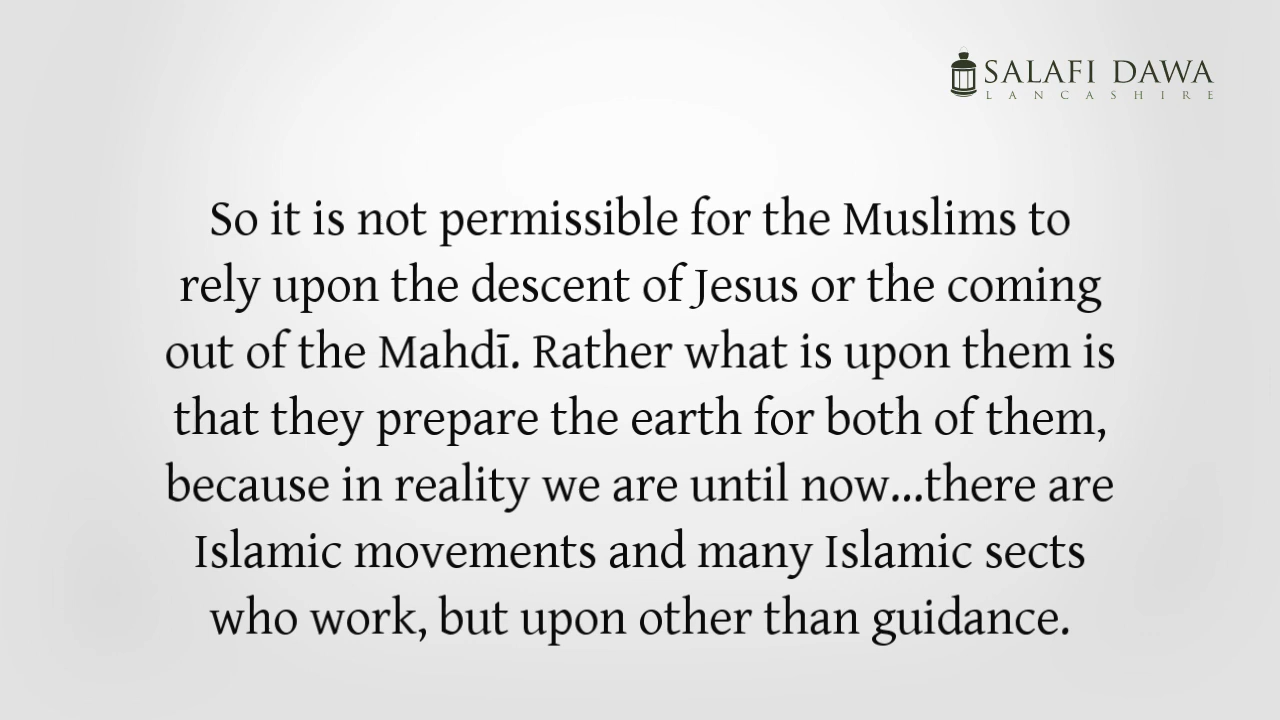 SALAFI DAWA
LANCASHIRE
So it is not permissible for the Muslims to
rely upon the descent of Jesus or the coming
out of the Mahdī. Rather what is upon them is
that they prepare the earth for both of them,
because in reality we are until now...there are
Islamic movements and many Islamic sects
who work, but upon other than guidance.